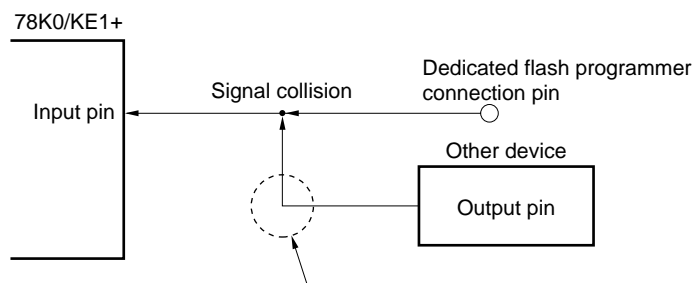 78K0/KE1+
Input pin
Signal collision
Dedicated flash programmer
connection pin
Other device
Output pin